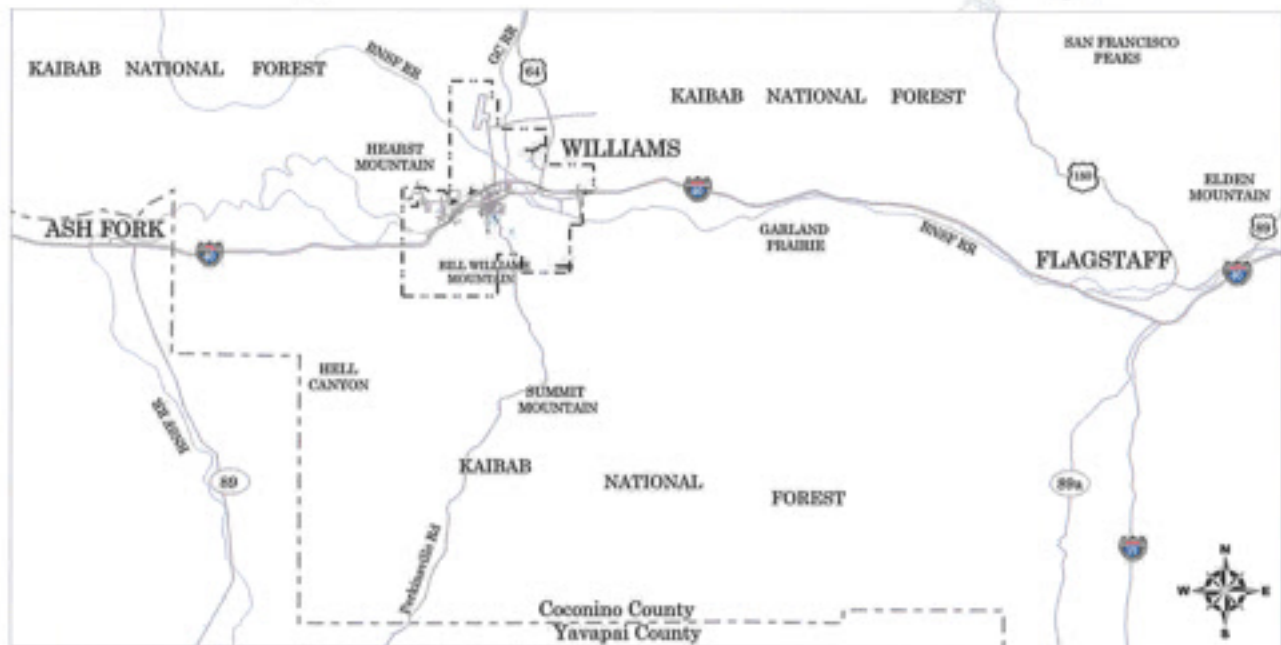 KAIBAB NATIONAL FOREST
BNSF RR
GC RR
64
SAN FRANCISCO
PEAKS
KAIBAB NATIONAL FOREST
HEARST
MOUNTAIN
WILLIAMS
180
ELDEN
MOUNTAIN
89
ASH FORK
40
40
GARLAND
PRAIRIE
BNSF RR
FLAGSTAFF
40
BILL WILLIAMS
MOUNTAIN
HELL
CANYON
SUMMIT
MOUNTAIN
BNSF RR
89
KAIBAB
NATIONAL
FOREST
89a
Perkinsville Rd
Coconino County
Yavapai County
N
W E
S